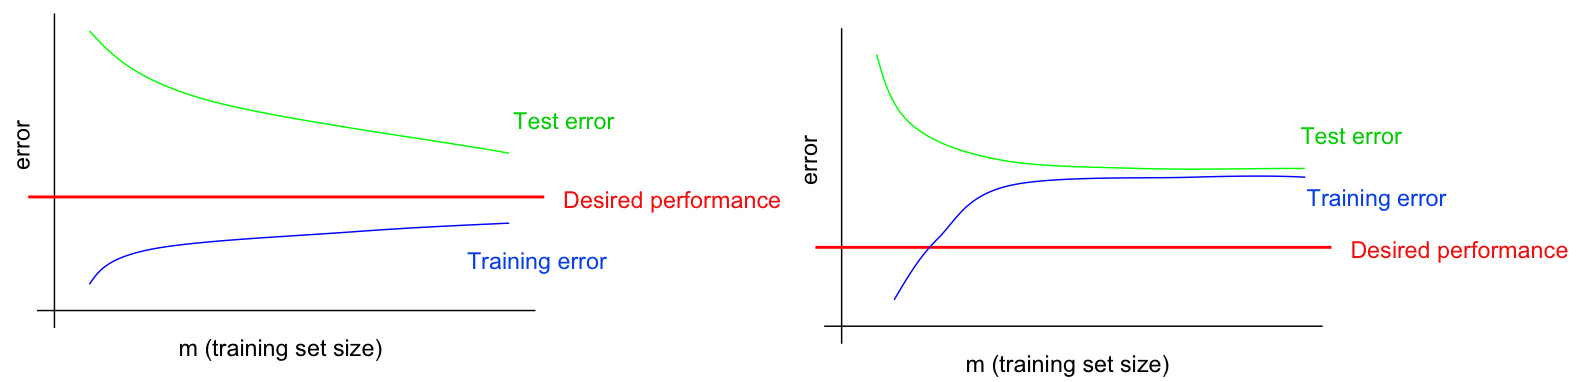 error
Test error
Desired performance
Training error
m (training set size)
error
Test error
Training error
Desired performance
m (training set size)